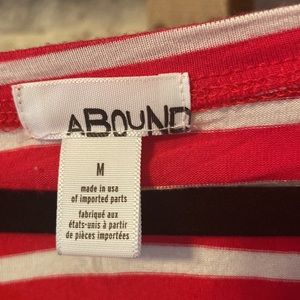 ABOUND
M
made in usa
of imported parts
fabriqué aux
états-unis à partir
de pièces importées